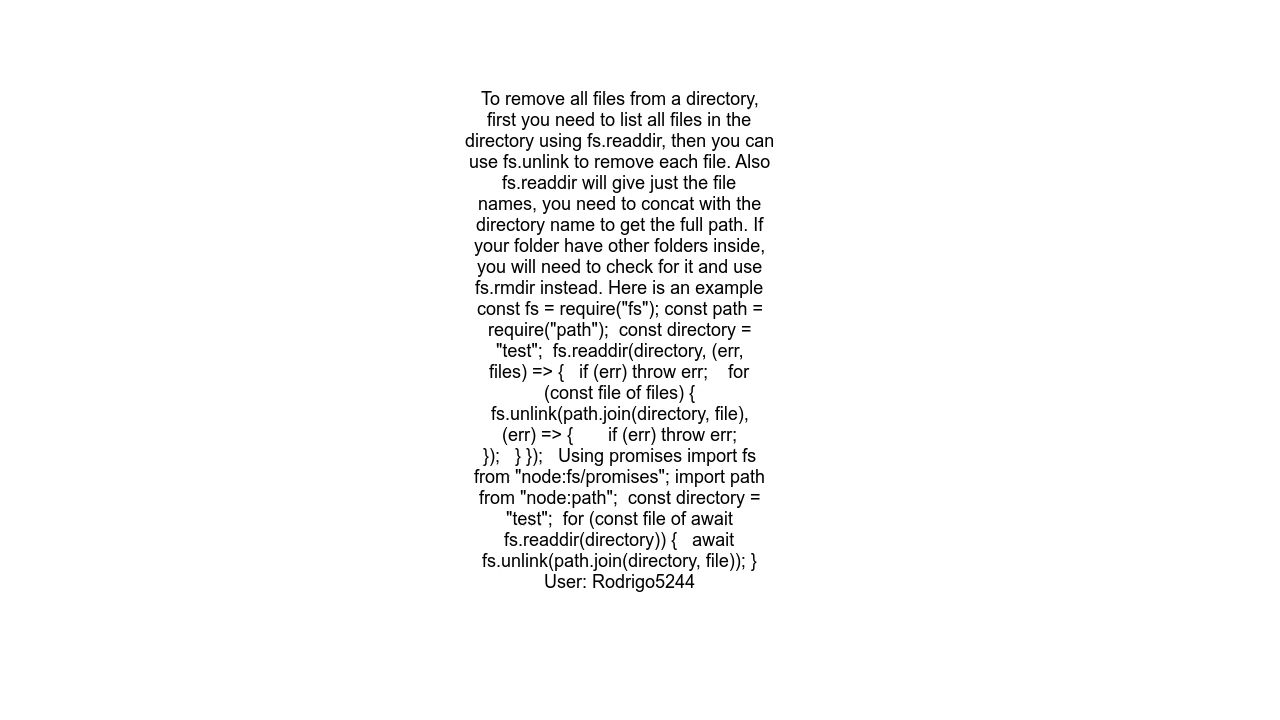 To remove all files from a directory,
first you need to list all files in the
directory using fs.readdir, then you can
use fs.unlink to remove each file. Also
fs.readdir will give just the file
names, you need to concat with the
directory name to get the full path. If
your folder have other folders inside,
you will need to check for it and use
fs.rmdir instead. Here is an example
const fs = require("fs"); const path =
require("path");  const directory =
"test";  fs.readdir(directory, (err,
files) => {   if (err) throw err;    for
(const file of files) {
fs.unlink(path.join(directory, file),
(err) => {       if (err) throw err;
});   } });   Using promises import fs
from "node:fs/promises"; import path
from "node:path";  const directory =
"test";  for (const file of await
fs.readdir(directory)) {   await
fs.unlink(path.join(directory, file)); }
User: Rodrigo5244